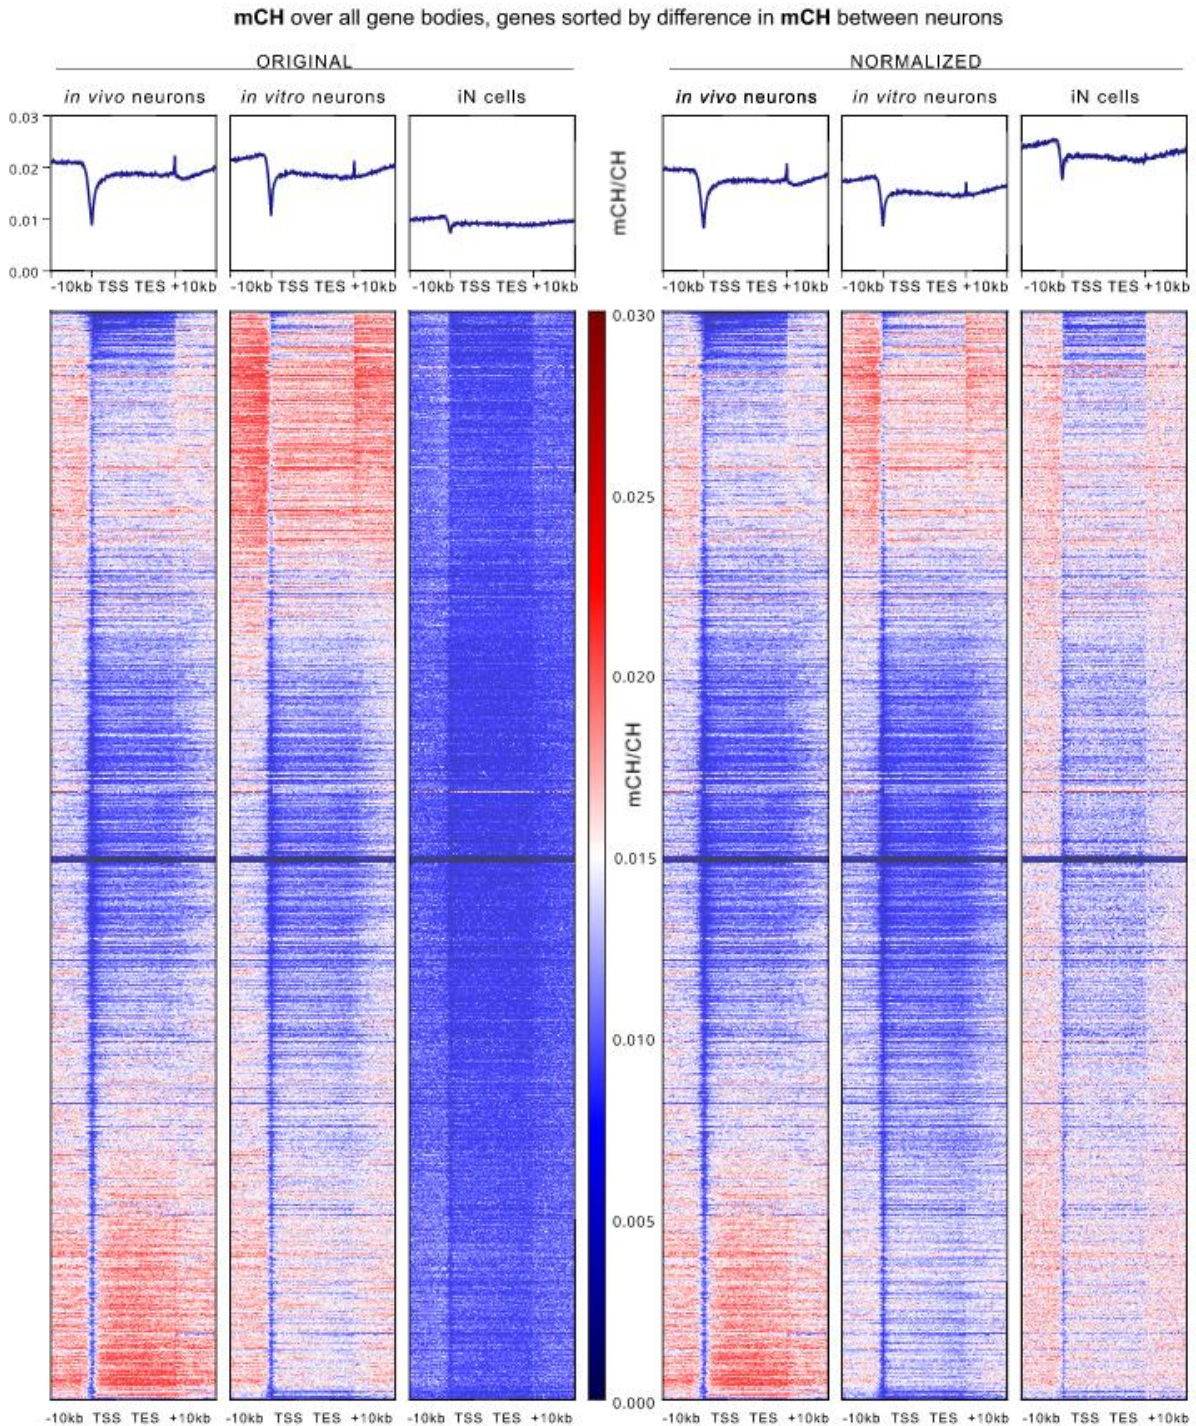 mCH over all gene bodies, genes sorted by difference in mCH between neurons
ORIGINAL
NORMALIZED
in vivo neurons
in vitro neurons
iN cells
in vivo neurons
in vitro neurons
iN cells
0.03
0.02
0.01
0.00
mCH/CH
-10kb TSS TES +10kb
-10kb TSS TES +10kb
-10kb TSS TES +10kb
-10kb TSS TES +10kb
-10kb TSS TES +10kb
-10kb TSS TES +10kb
0.030
0.025
0.020
0.015
0.010
0.005
0.000
mCH/CH
-10kb TSS TES +10kb
-10kb TSS TES +10kb
-10kb TSS TES +10kb
-10kb TSS TES +10kb
-10kb TSS TES +10kb
-10kb TSS TES +10kb